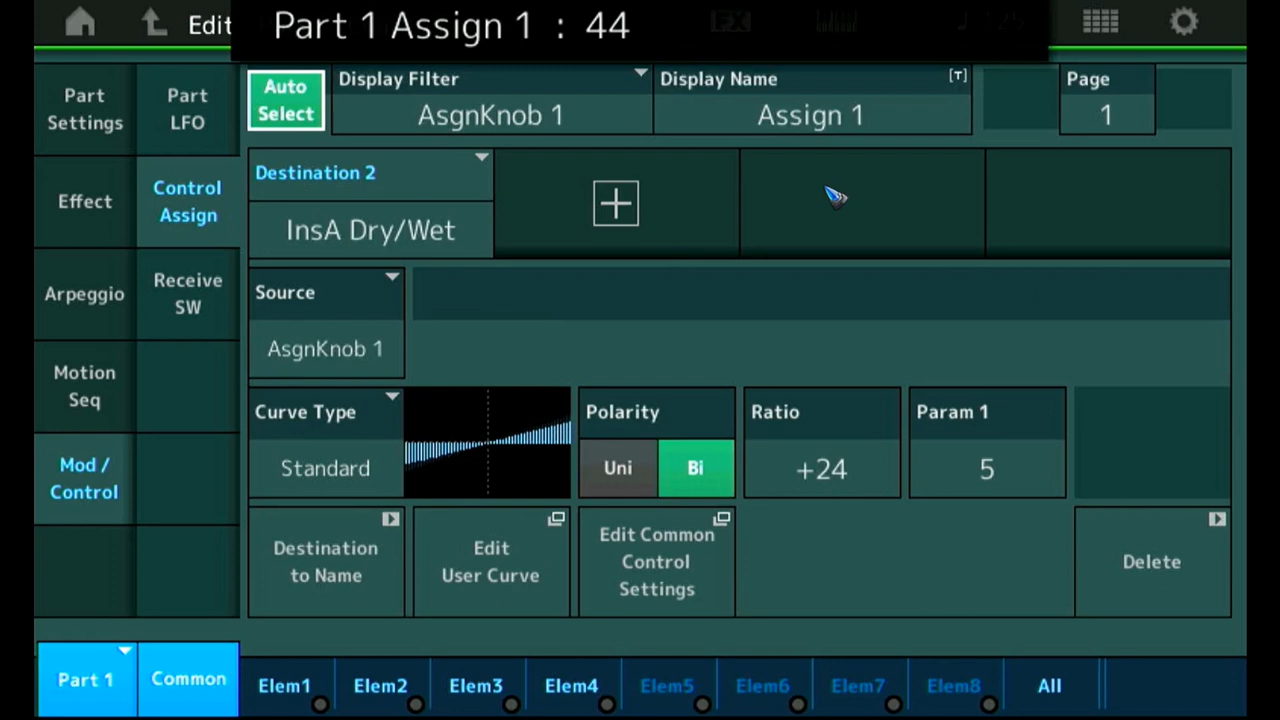 Edit
Part 1 Assign 1 : 44
Part
Settings
Part
LFO
Auto
Select
Display Filter
AsgnKnob 1
Display Name
[T]
Assign 1
Page
1
Effect
Control
Assign
Destination 2
InsA Dry/Wet
Arpeggio
Receive
SW
Source
AsgnKnob 1
Motion
Seq
Curve Type
Standard
Polarity
Uni
Bi
Ratio
+24
Param 1
5
Mod /
Control
Destination
to Name
Edit
User Curve
Edit Common
Control
Settings
Delete
Part 1
Common
Elem1
Elem2
Elem3
Elem4
Elem5
Elem6
Elem7
Elem8
All